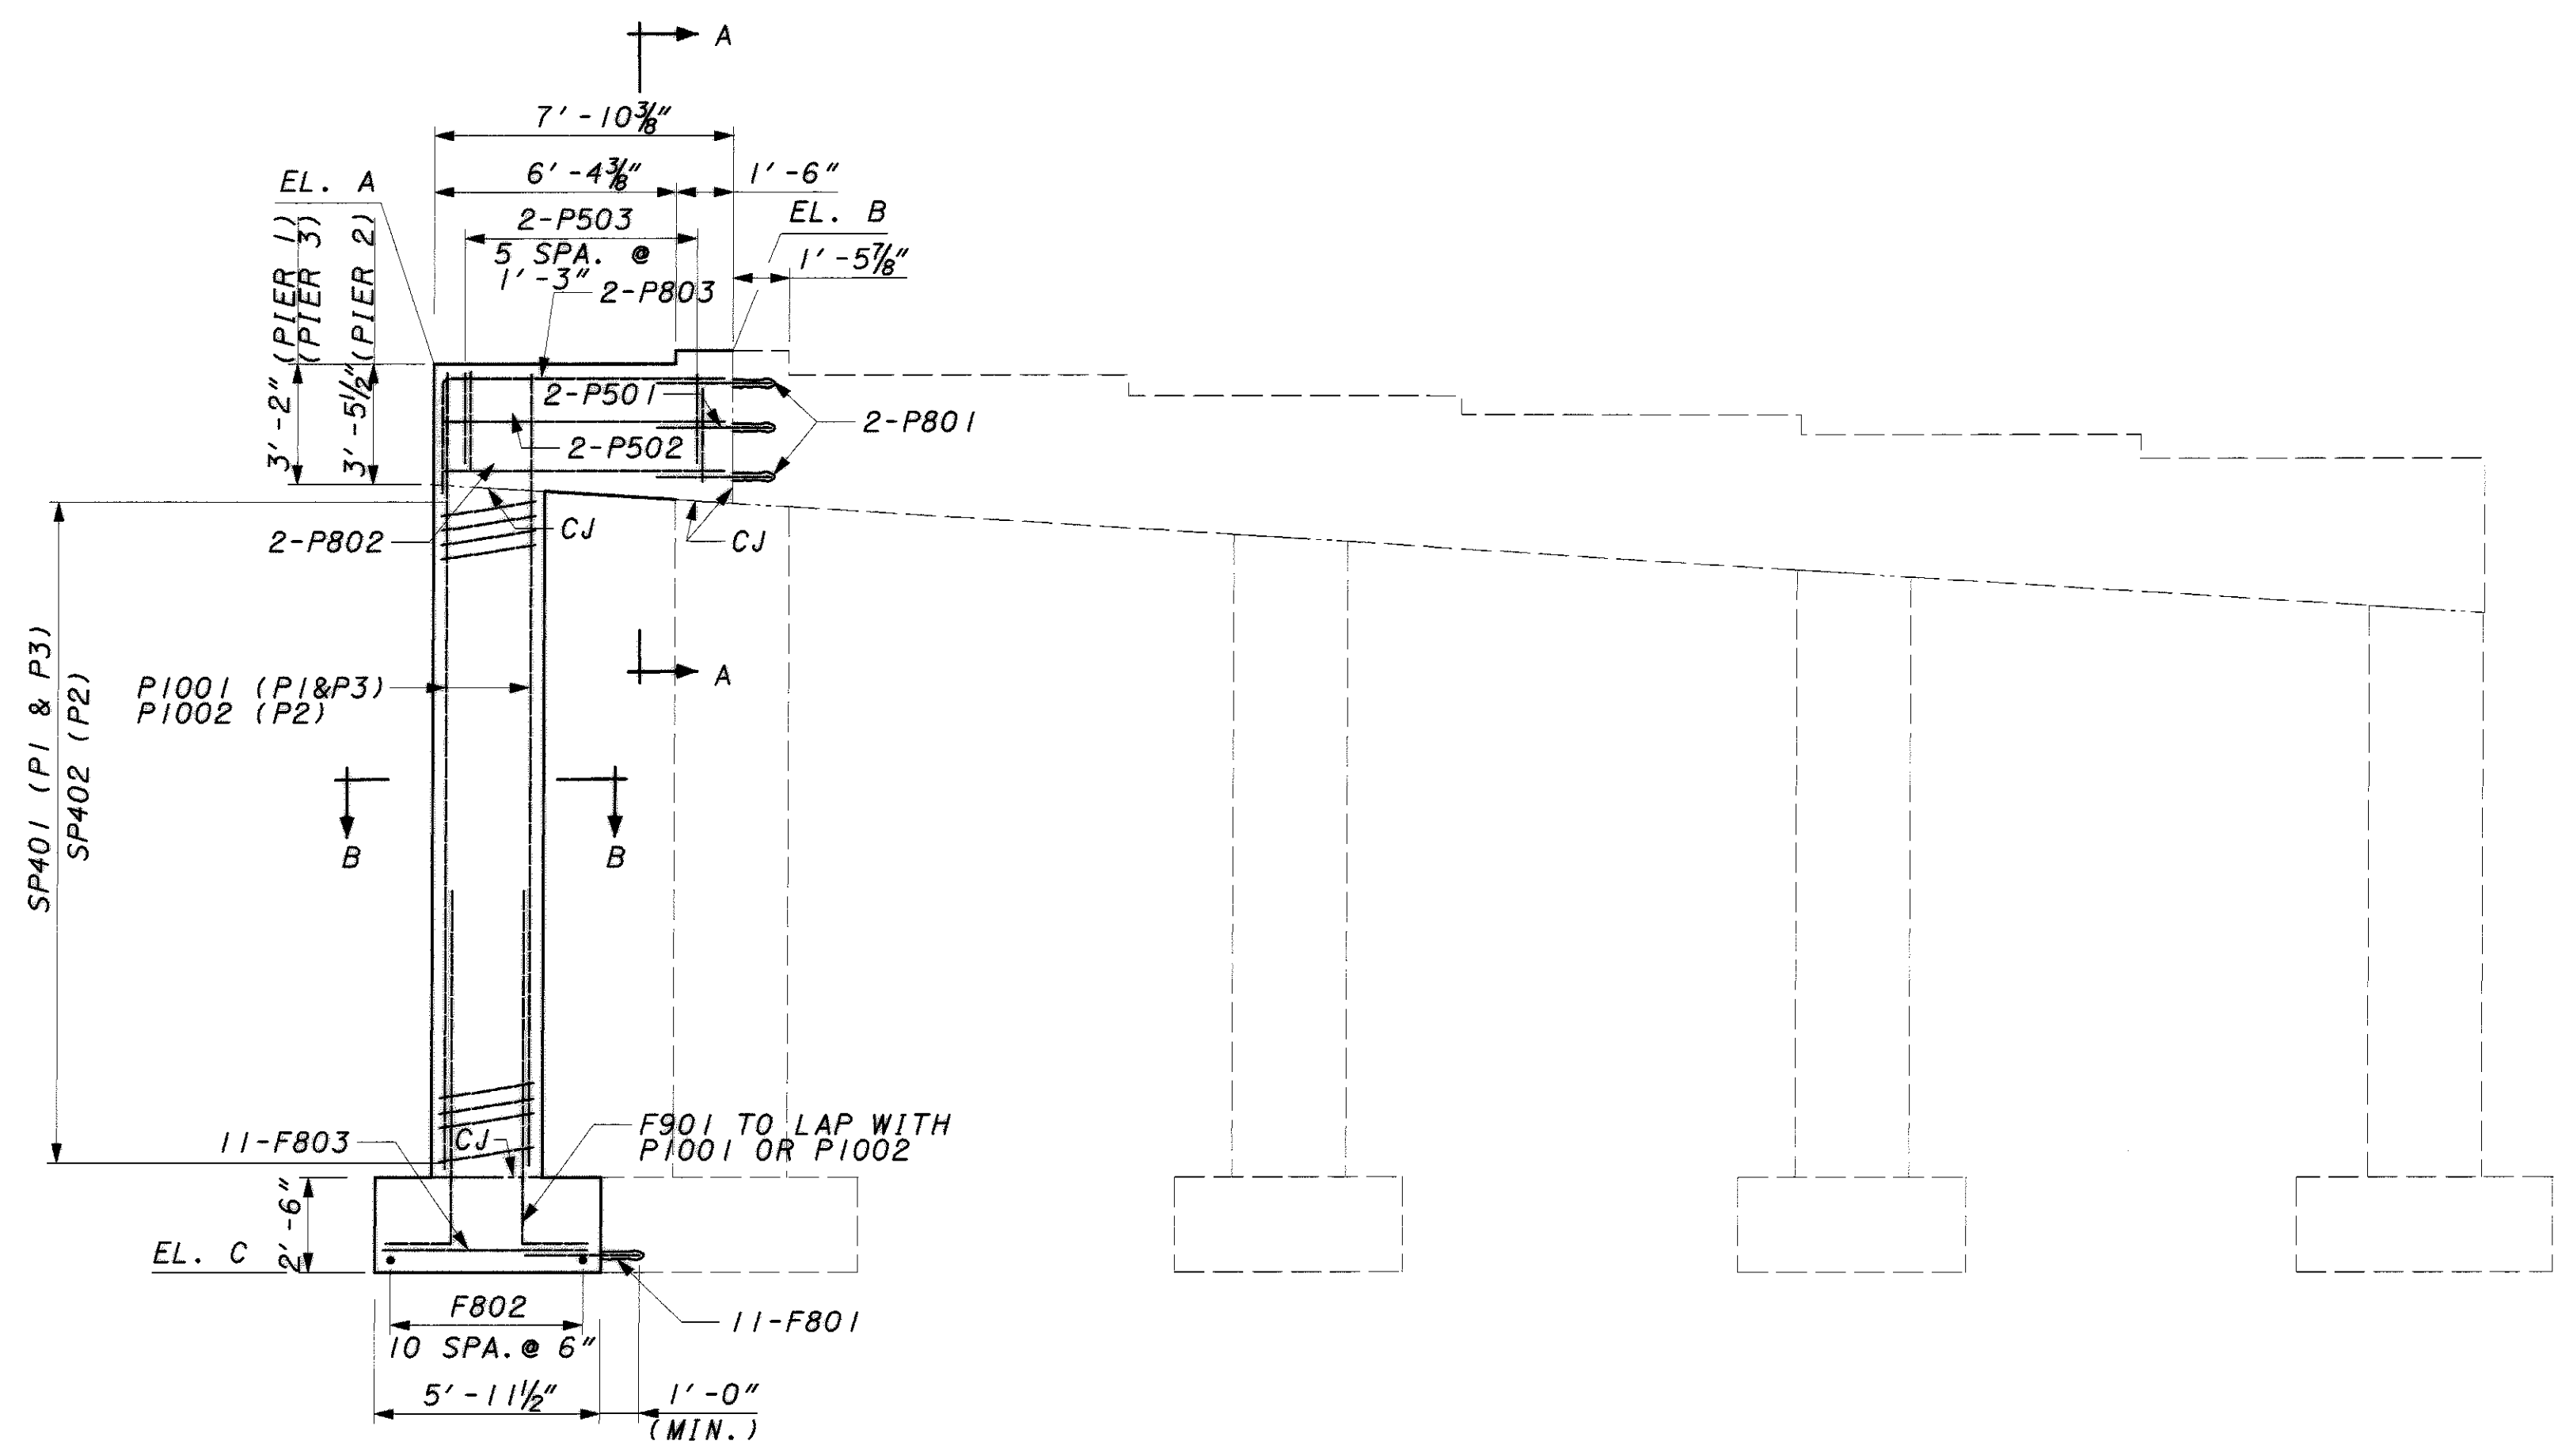 A
7'-10⅜"
6'-4⅜"
1'-6"
EL. A
2-P503
EL. B
5 SPA. @
1'-3"
1'-5⅞"
2-P803
(PIER 1)
(PIER 3)
(PIER 2)
3'-2"
3'-5½"
2-P501
2-P801
2-P502
2-P802
CJ
CJ
SP401 (P1 & P3)
SP402 (P2)
P1001 (P1&P3)
P1002 (P2)
A
B
B
11-F803
CJ
F901 TO LAP WITH
P1001 OR P1002
2'-6"
EL. C
F802
10 SPA.@ 6"
11-F801
5'-11½"
1'-0"
(MIN.)